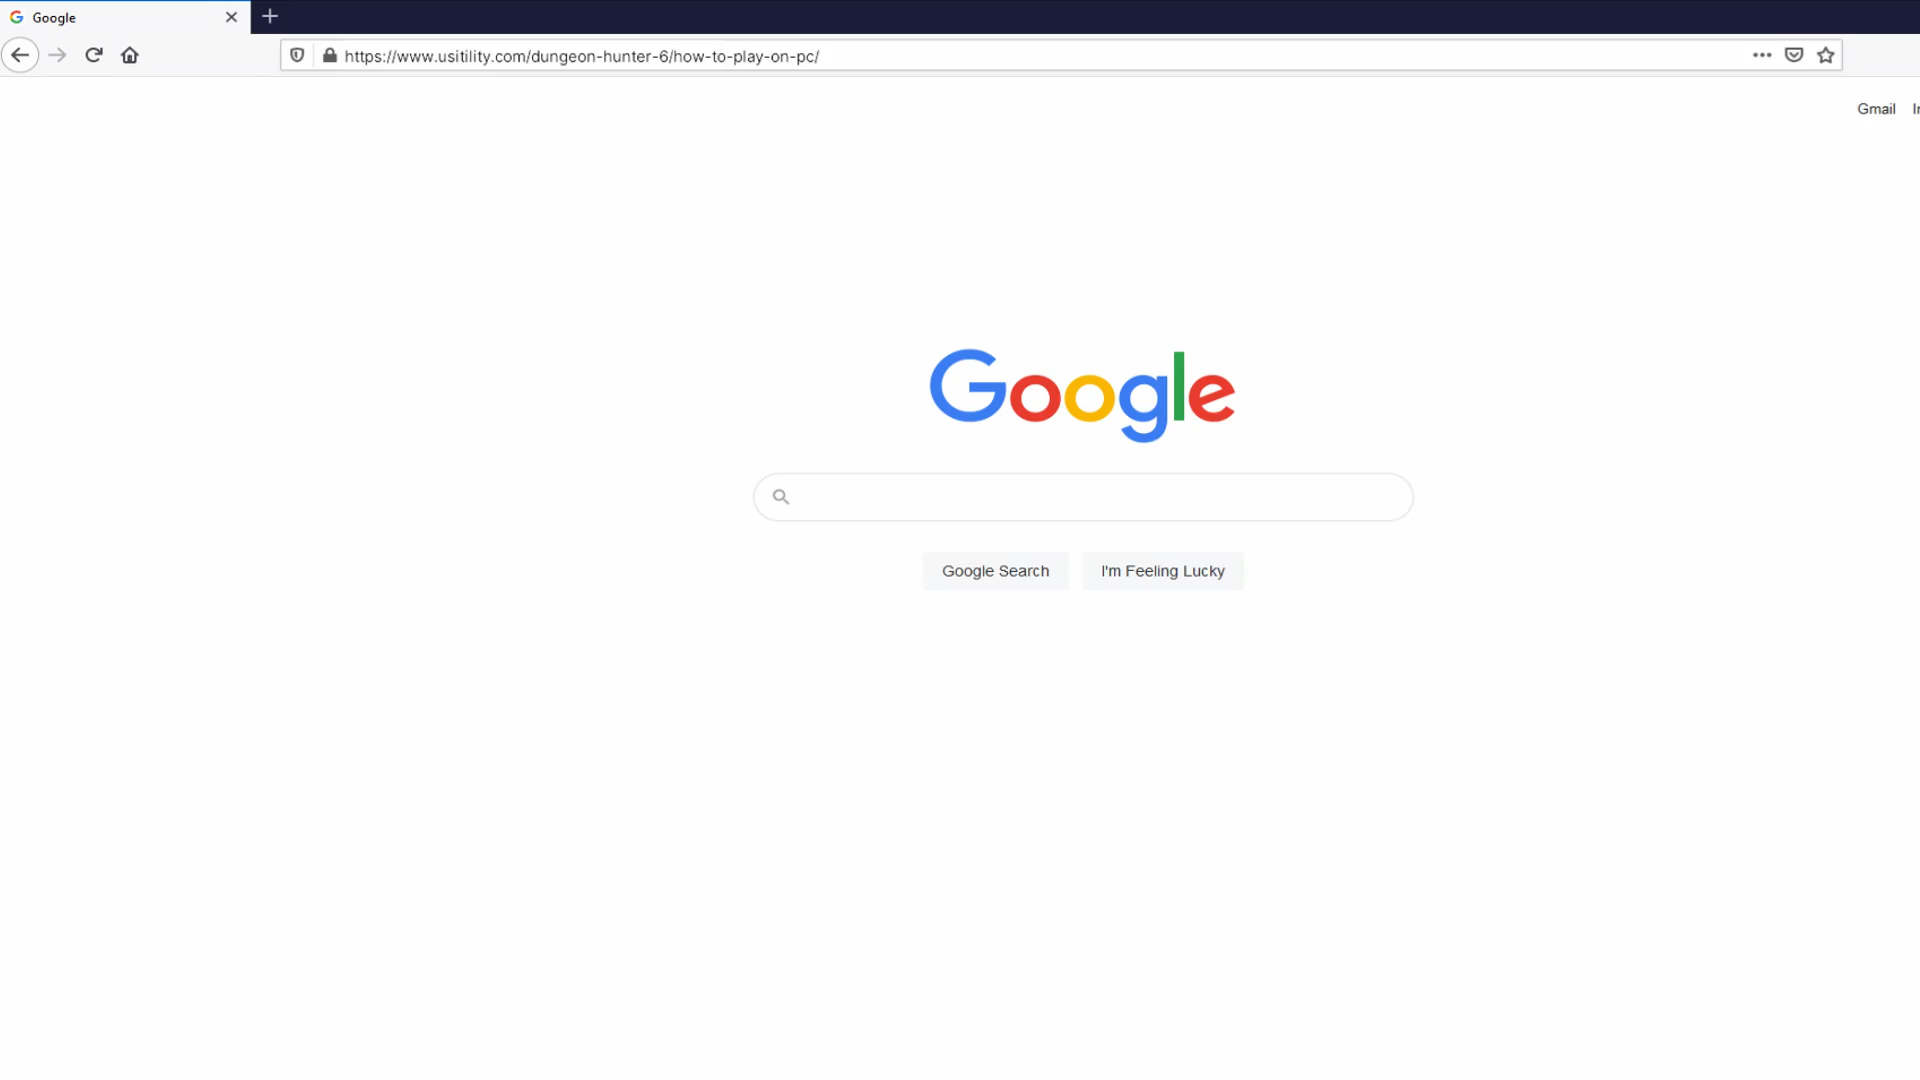 Google
https://www.usitility.com/dungeon-hunter-6/how-to-play-on-pc/
Gmail
Google
Google Search
I'm Feeling Lucky